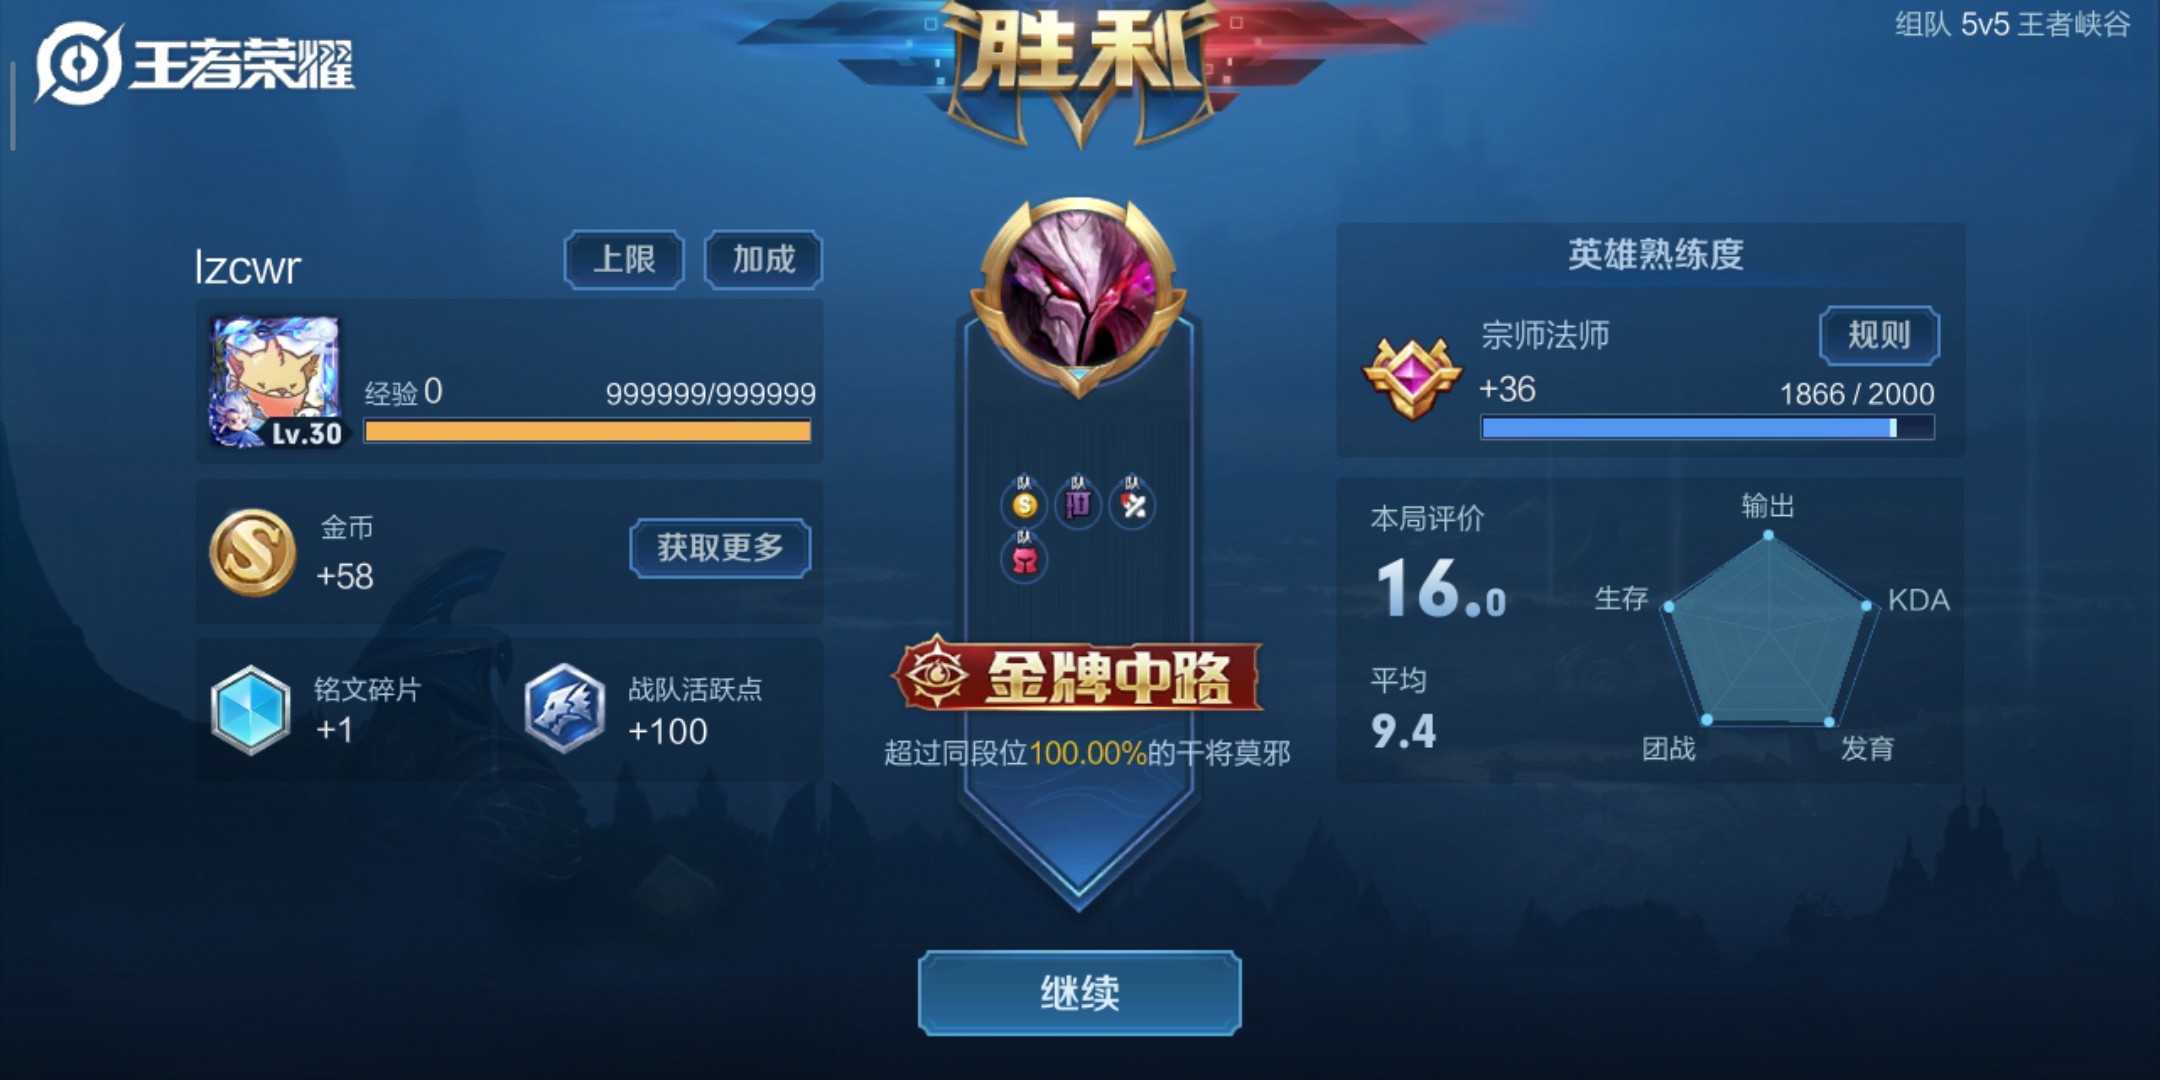 王者荣耀
胜利
组队 5v5 王者峡谷
lzcwr
上限
加成
Lv.30
经验 0
999999/999999
金币
+58
获取更多
铭文碎片
+1
战队活跃点
+100
队
队
队
队
金牌中路
超过同段位100.00%的干将莫邪
继续
英雄熟练度
宗师法师
规则
+36
1866 / 2000
本局评价
16.0
平均
9.4
输出
生存
KDA
团战
发育